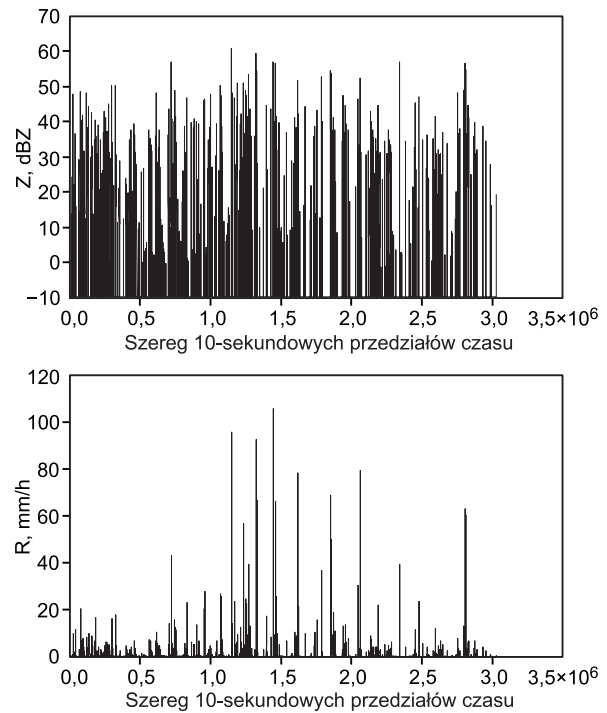 70
60
50
40
30
20
10
0
−10
Z, dBZ
0,0 0,5 1,0 1,5 2,0 2,5 3,0 3,5×10⁶
Szereg 10-sekundowych przedziałów czasu
120
100
80
60
40
20
0
R, mm/h
0,0 0,5 1,0 1,5 2,0 2,5 3,0 3,5×10⁶
Szereg 10-sekundowych przedziałów czasu